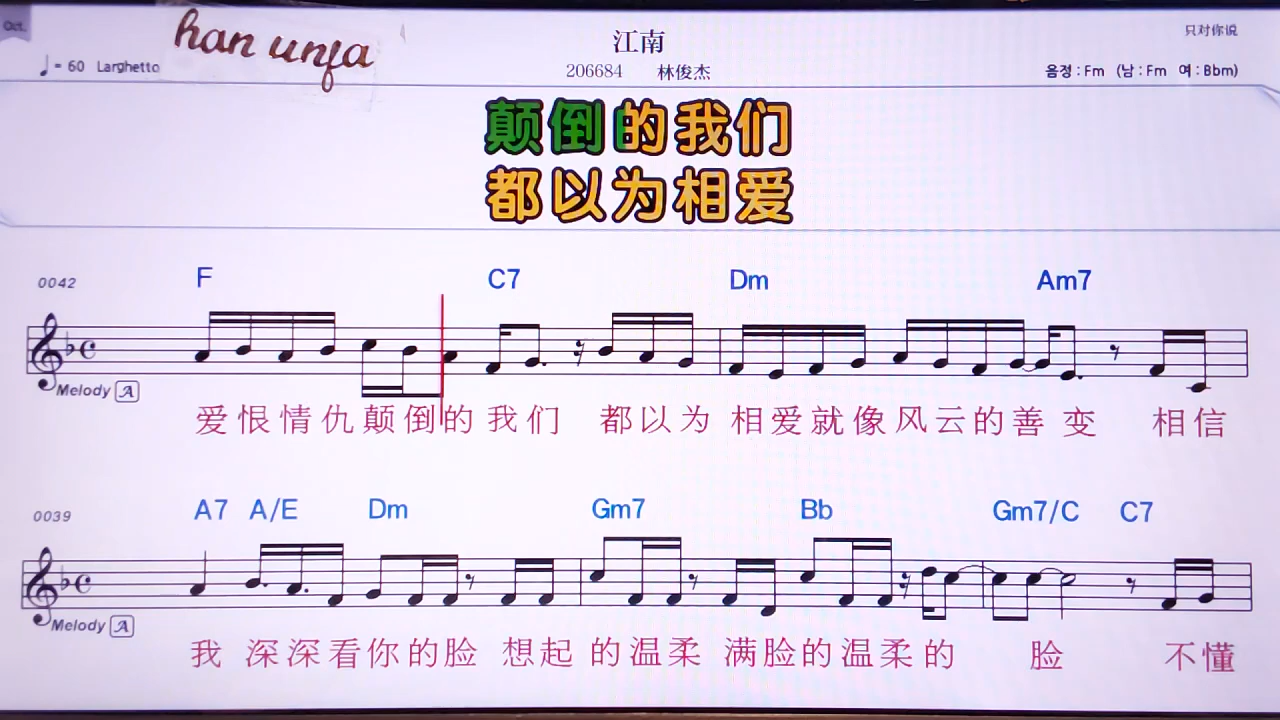 Oct.
han unfa
江南
只对你说
♩= 60 Larghetto
206684 林俊杰
음정 : Fm (남 : Fm 여 : Bbm)
颠倒的我们
都以为相爱
0042
F C7 Dm Am7
Melody A
爱恨情仇颠倒的我们 都以为相爱就像风云的善变 相信
0039
A7 A/E Dm Gm7 Bb Gm7/C C7
Melody A
我 深深看你的脸 想起的温柔 满脸的温柔的 脸 不懂